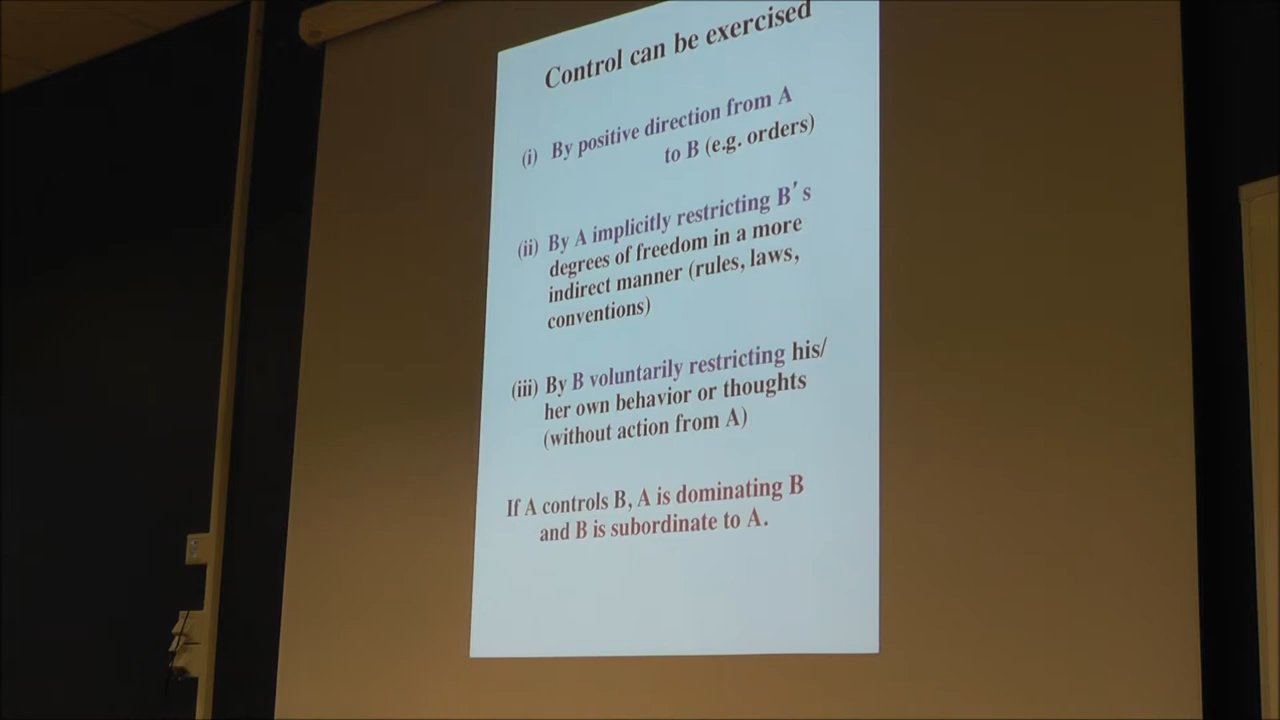 Control can be exercised
(i) By positive direction from A
to B (e.g. orders)
(ii) By A implicitly restricting B's
degrees of freedom in a more
indirect manner (rules, laws,
conventions)
(iii) By B voluntarily restricting his/
her own behavior or thoughts
(without action from A)
If A controls B, A is dominating B
and B is subordinate to A.